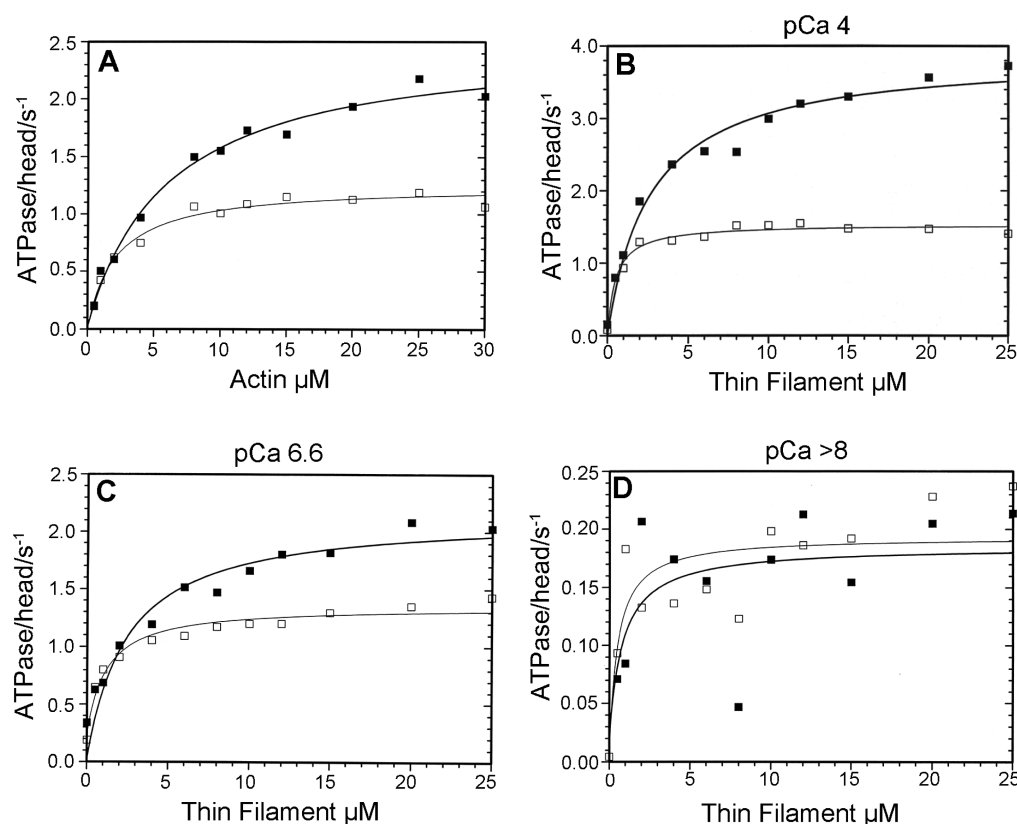 A
ATPase/head/s⁻¹
2.5
2.0
1.5
1.0
0.5
0.0
0 5 10 15 20 25 30
Actin µM
pCa 4
B
ATPase/head/s⁻¹
4.0
3.0
2.0
1.0
0.0
0 5 10 15 20 25
Thin Filament µM
pCa 6.6
C
ATPase/head/s⁻¹
2.5
2.0
1.5
1.0
0.5
0.0
0 5 10 15 20 25
Thin Filament µM
pCa >8
D
ATPase/head/s⁻¹
0.25
0.20
0.15
0.10
0.05
0.00
0 5 10 15 20 25
Thin Filament µM